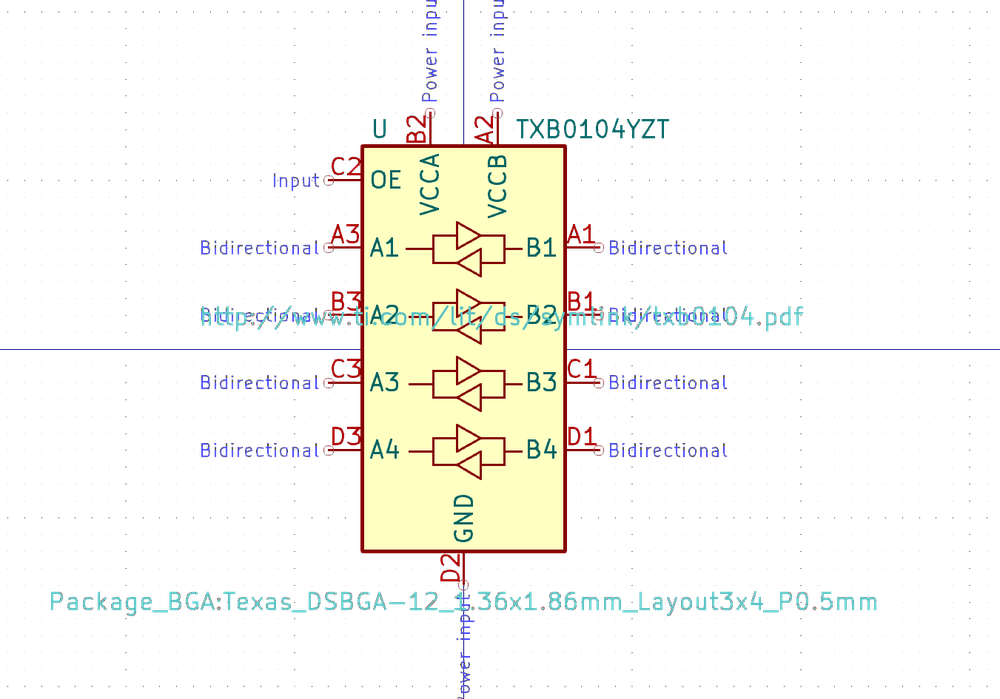 Power input
Power input
U
B2
A2
TXB0104YZT
C2
Input
OE
VCCA
VCCB
A3
A1
Bidirectional
A1
B1
Bidirectional
B3
B1
Bidirectional
A2
B2
Bidirectional
http://www.ti.com/lit/ds/symlink/txb0104.pdf
C3
C1
Bidirectional
A3
B3
Bidirectional
D3
D1
Bidirectional
A4
B4
Bidirectional
GND
D2
Package_BGA:Texas_DSBGA-12_1.36x1.86mm_Layout3x4_P0.5mm
Power input